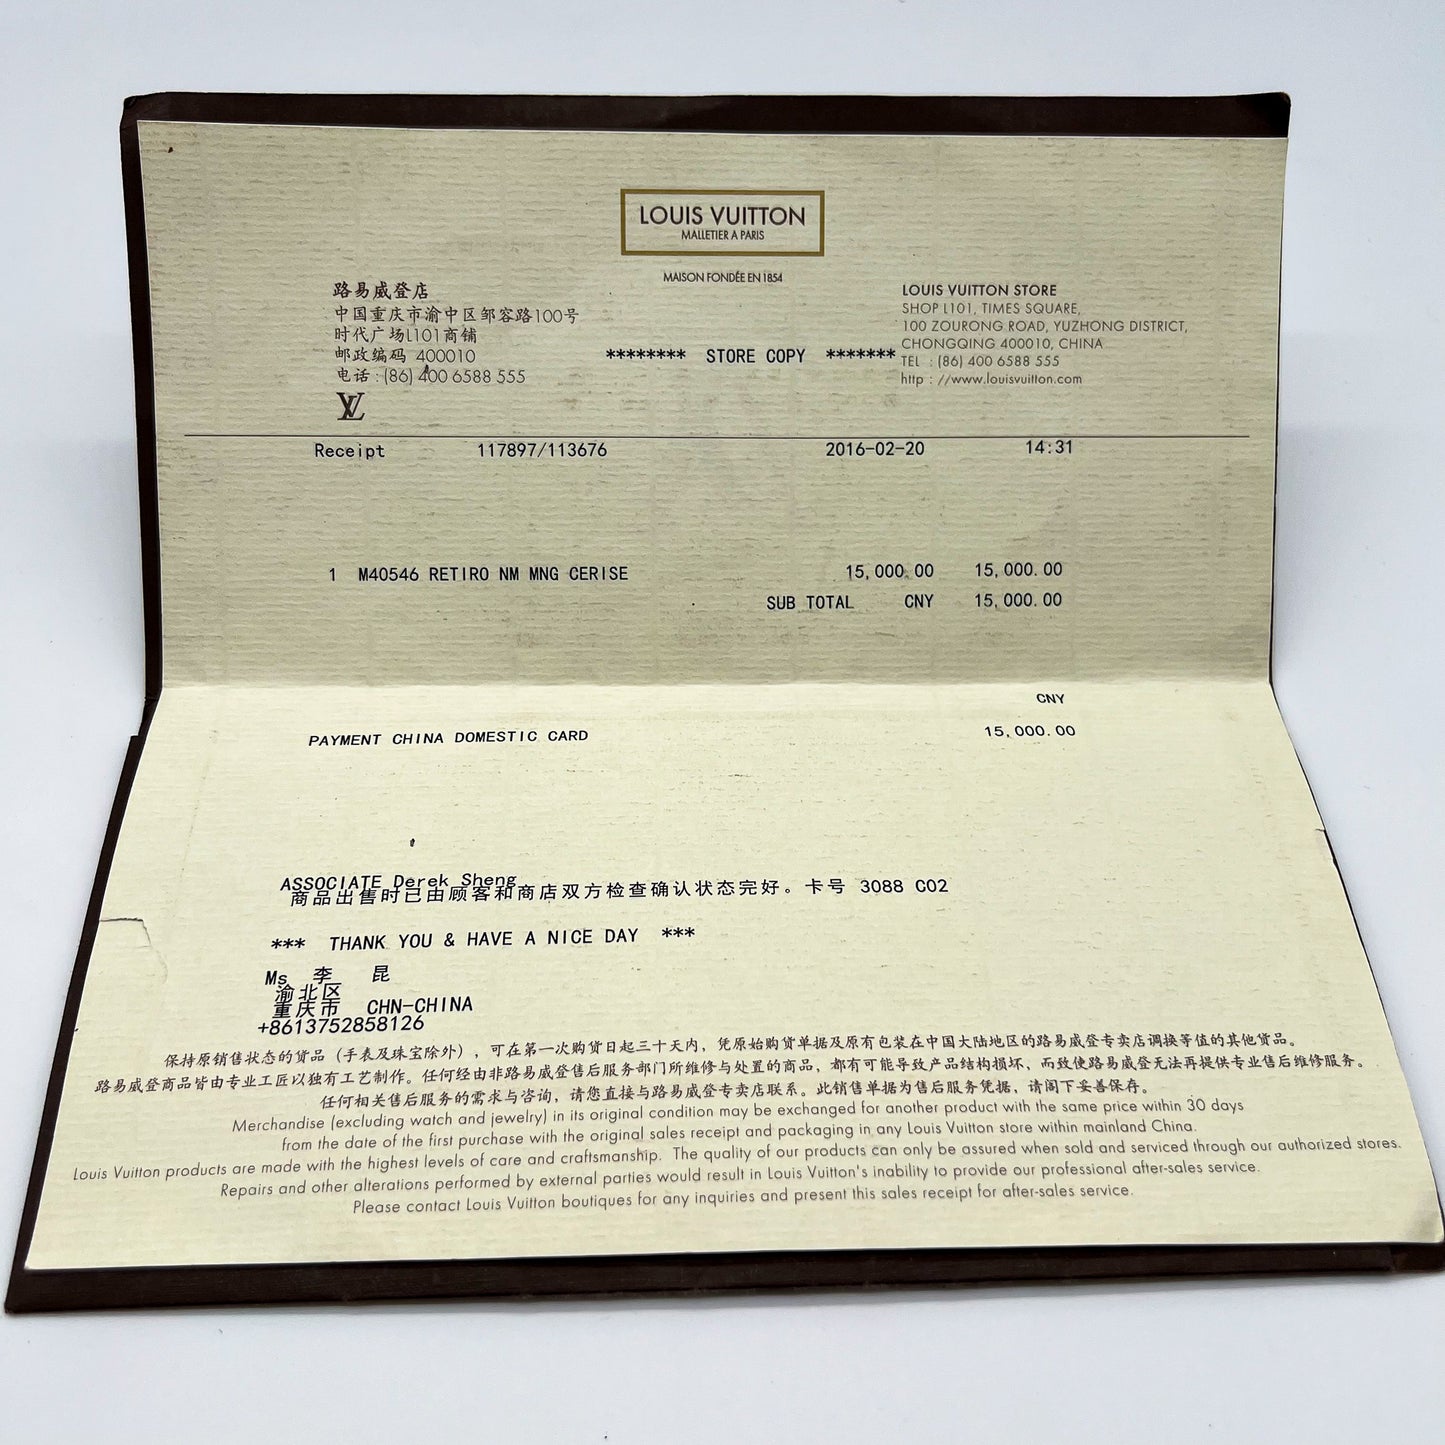 LOUIS VUITTON
MALLETIER A PARIS
MAISON FONDÉE EN 1854
路易威登店
中国重庆市渝中区邹容路100号
时代广场L101商铺
邮政编码 400010
电话 : (86) 400 6588 555
LV
******** STORE COPY *******
LOUIS VUITTON STORE
SHOP L101, TIMES SQUARE,
100 ZOURONG ROAD, YUZHONG DISTRICT,
CHONGQING 400010, CHINA
TEL : (86) 400 6588 555
http : //www.louisvuitton.com
Receipt 117897/113676 2016-02-20 14:31
1 M40546 RETIRO NM MNG CERISE 15,000.00 15,000.00
SUB TOTAL CNY 15,000.00
CNY
PAYMENT CHINA DOMESTIC CARD 15,000.00
ASSOCIATE Derek Sheng
商品出售时已由顾客和商店双方检查确认状态完好。卡号 3088 C02
*** THANK YOU & HAVE A NICE DAY ***
Ms 李 昆
渝北区
重庆市 CHN-CHINA
+8613752858126
保持原销售状态的货品（手表及珠宝除外），可在第一次购货日起三十天内，凭原始购货单据及原有包装在中国大陆地区的路易威登专卖店调换等值的其他货品。
路易威登商品皆由专业工匠以独有工艺制作。任何经由非路易威登售后服务部门所维修与处置的商品，都有可能导致产品结构损坏，而致使路易威登无法再提供专业售后维修服务。
任何相关售后服务的需求与咨询，请您直接与路易威登专卖店联系。此销售单据为售后服务凭据，请阁下妥善保存。
Merchandise (excluding watch and jewelry) in its original condition may be exchanged for another product with the same price within 30 days
from the date of the first purchase with the original sales receipt and packaging in any Louis Vuitton store within mainland China.
Louis Vuitton products are made with the highest levels of care and craftsmanship. The quality of our products can only be assured when sold and serviced through our authorized stores.
Repairs and other alterations performed by external parties would result in Louis Vuitton's inability to provide our professional after-sales service.
Please contact Louis Vuitton boutiques for any inquiries and present this sales receipt for after-sales service.